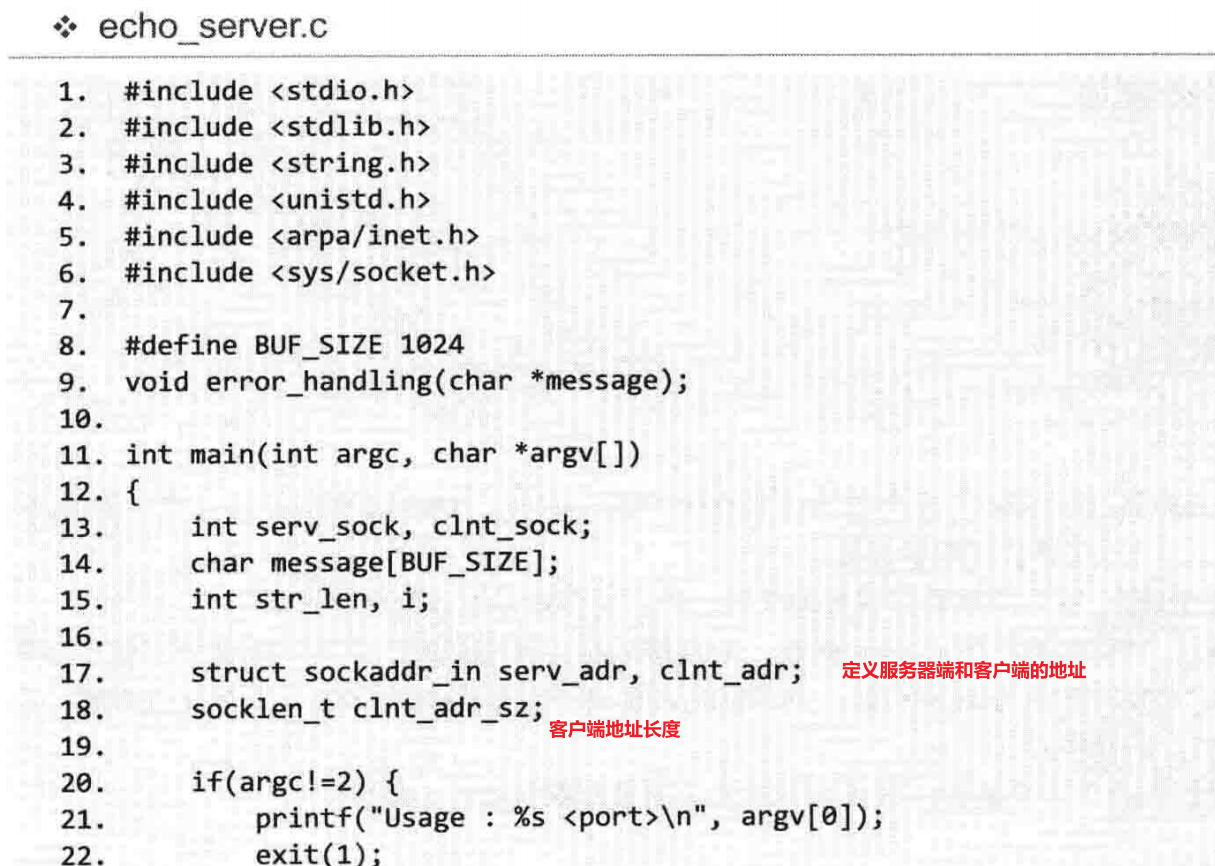 ❖ echo_server.c
1. #include <stdio.h>
2. #include <stdlib.h>
3. #include <string.h>
4. #include <unistd.h>
5. #include <arpa/inet.h>
6. #include <sys/socket.h>
7.
8. #define BUF_SIZE 1024
9. void error_handling(char *message);
10.
11. int main(int argc, char *argv[])
12. {
13.     int serv_sock, clnt_sock;
14.     char message[BUF_SIZE];
15.     int str_len, i;
16.
17.     struct sockaddr_in serv_adr, clnt_adr; 定义服务器端和客户端的地址
18.     socklen_t clnt_adr_sz;
客户端地址长度
19.
20.     if(argc!=2) {
21.         printf("Usage : %s <port>\n", argv[0]);
22.         exit(1);